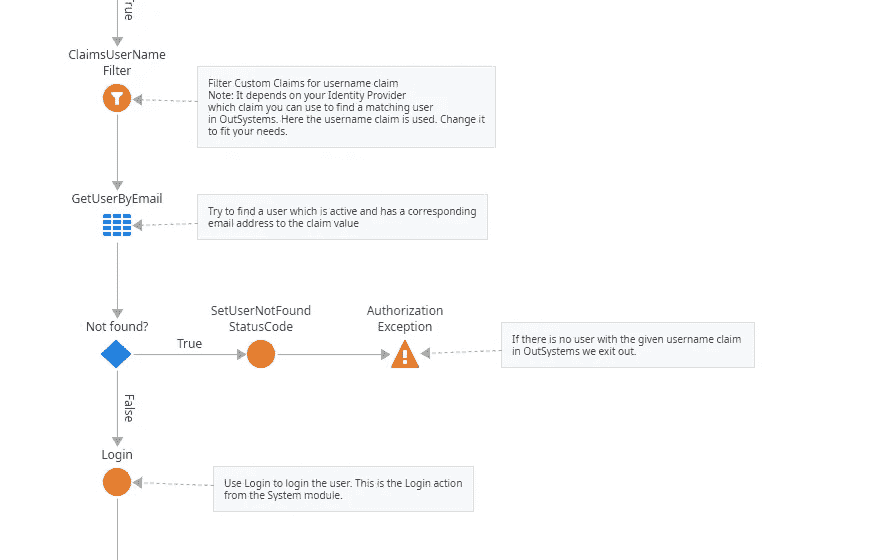 True
ClaimsUserName
Filter
Filter Custom Claims for username claim
Note: It depends on your Identity Provider
which claim you can use to find a matching user
in OutSystems. Here the username claim is used. Change it
to fit your needs.
GetUserByEmail
Try to find a user which is active and has a corresponding
email address to the claim value
Not found?
True
SetUserNotFound
StatusCode
Authorization
Exception
If there is no user with the given username claim
in OutSystems we exit out.
False
Login
Use Login to login the user. This is the Login action
from the System module.